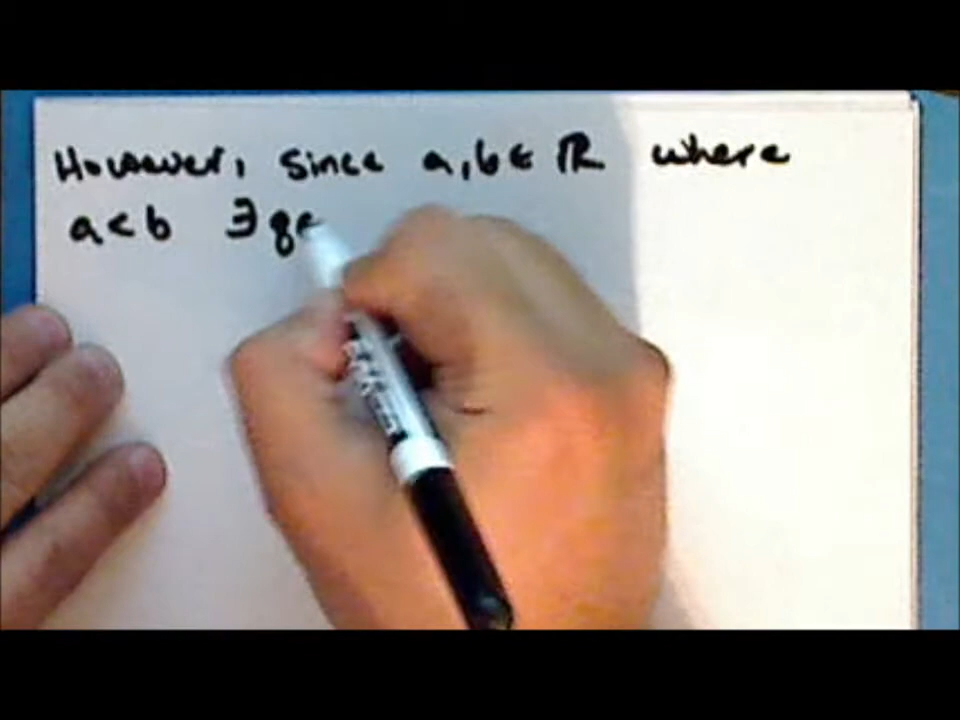 However, since a,b ∈ ℝ where
a < b ∃ q ∈